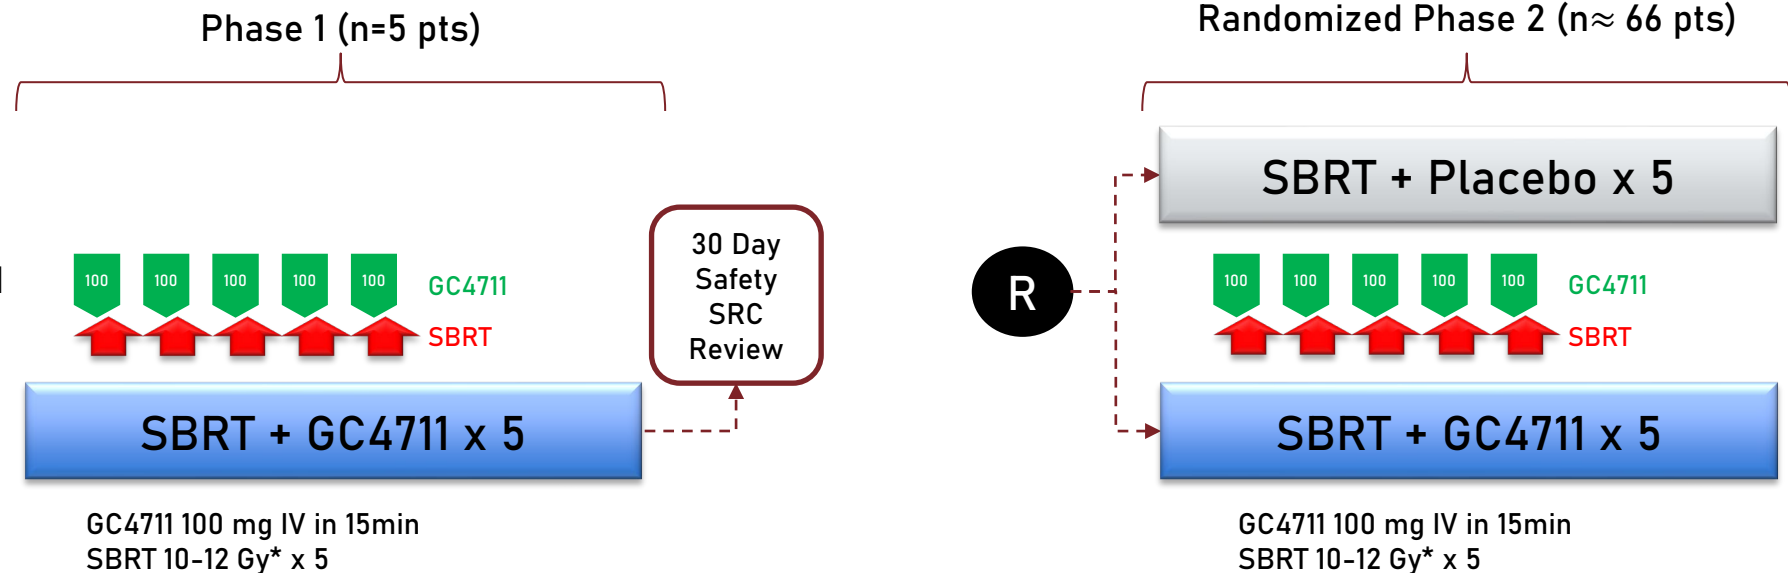 Phase 1 (n=5 pts)
100 100 100 100 100
GC4711
SBRT
SBRT + GC4711 x 5
30 Day
Safety
SRC
Review
GC4711 100 mg IV in 15min
SBRT 10-12 Gy* x 5
Randomized Phase 2 (n≈ 66 pts)
R
SBRT + Placebo x 5
100 100 100 100 100
GC4711
SBRT
SBRT + GC4711 x 5
GC4711 100 mg IV in 15min
SBRT 10-12 Gy* x 5